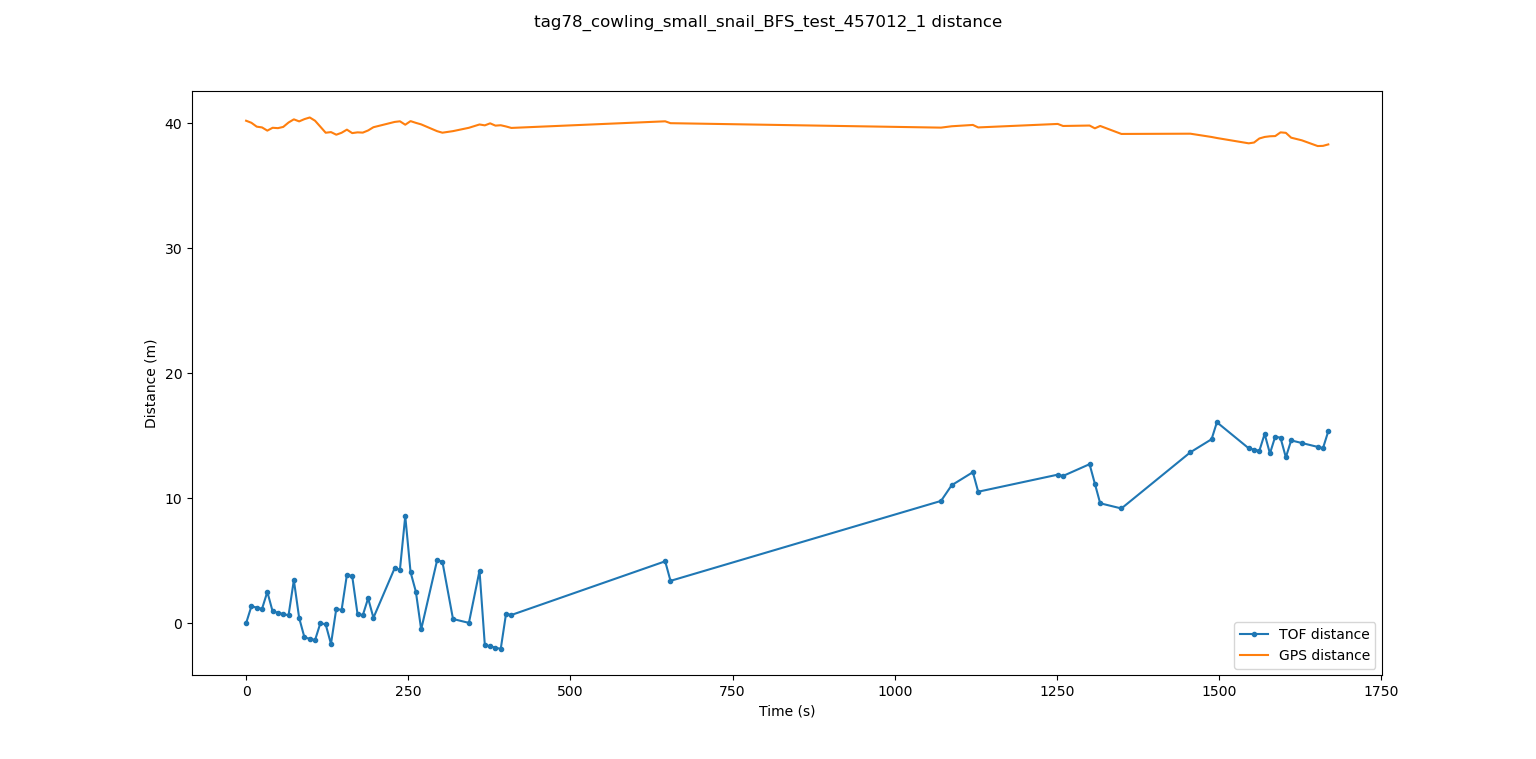 tag78_cowling_small_snail_BFS_test_457012_1 distance
40
30
20
10
0
Distance (m)
0
250
500
750
1000
1250
1500
1750
Time (s)
TOF distance
GPS distance